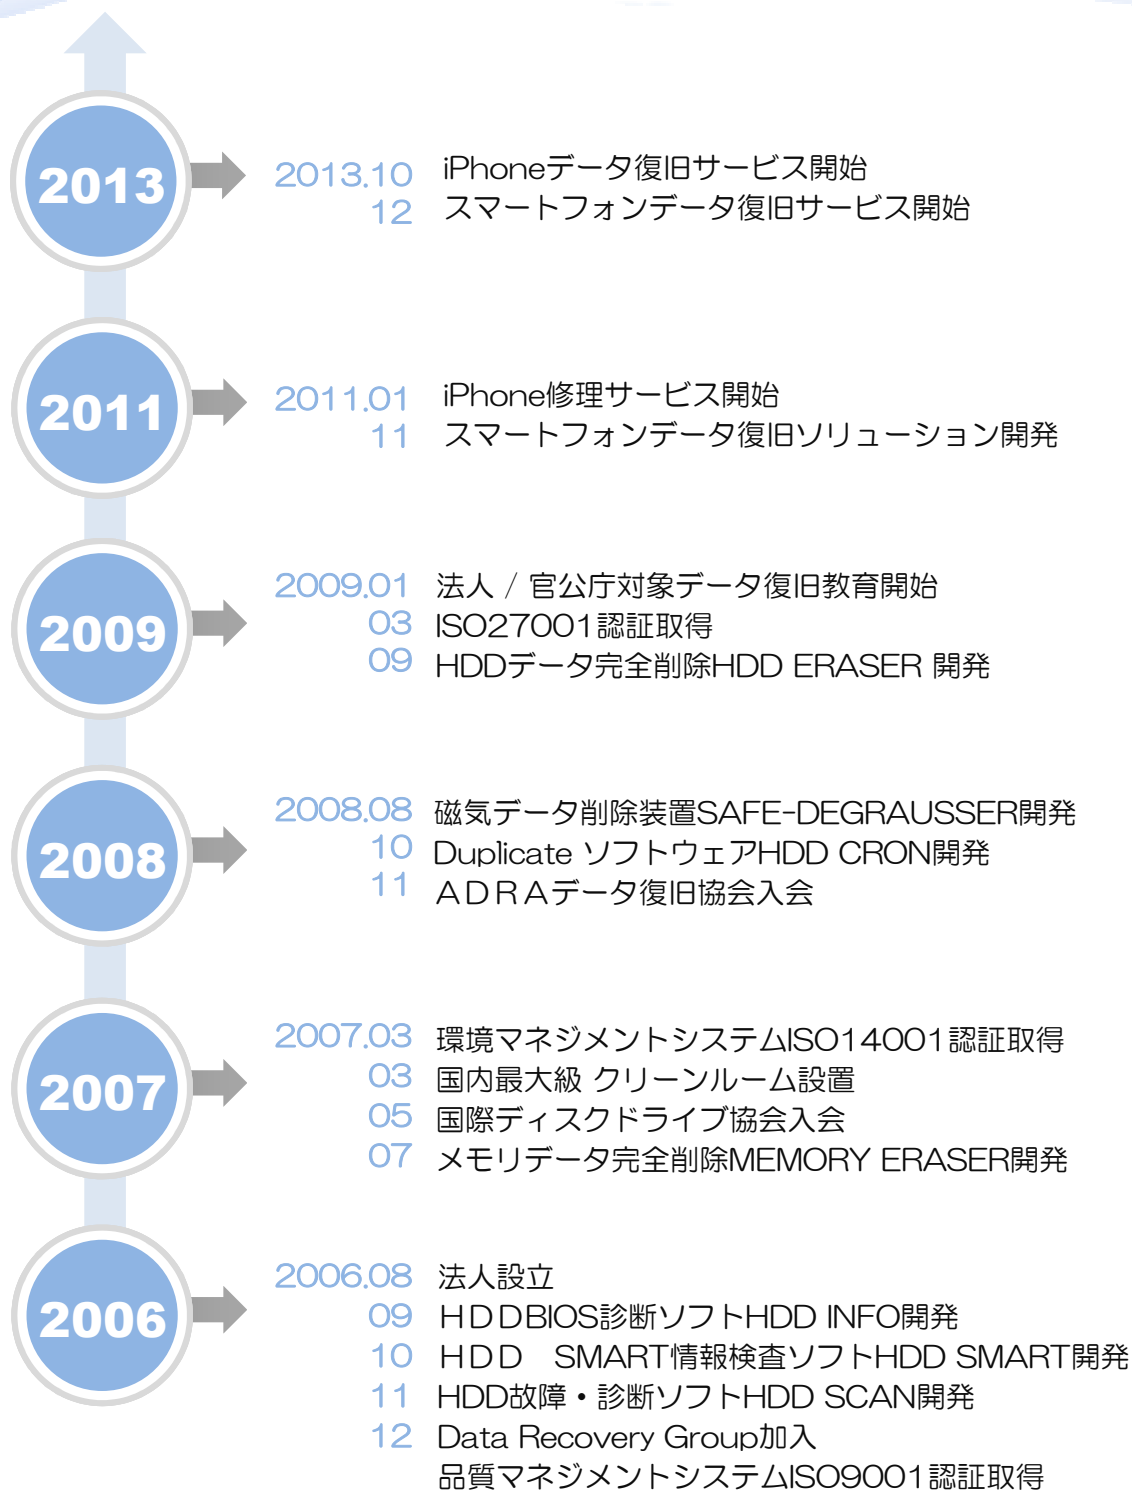 2013
2013.10 iPhoneデータ復旧サービス開始
12 スマートフォンデータ復旧サービス開始
2011
2011.01 iPhone修理サービス開始
11 スマートフォンデータ復旧ソリューション開発
2009
2009.01 法人 / 官公庁対象データ復旧教育開始
03 ISO27001認証取得
09 HDDデータ完全削除HDD ERASER 開発
2008
2008.08 磁気データ削除装置SAFE-DEGRAUSSER開発
10 Duplicate ソフトウェアHDD CRON開発
11 ADRAデータ復旧協会入会
2007
2007.03 環境マネジメントシステムISO14001認証取得
03 国内最大級 クリーンルーム設置
05 国際ディスクドライブ協会入会
07 メモリデータ完全削除MEMORY ERASER開発
2006
2006.08 法人設立
09 HDDBIOS診断ソフトHDD INFO開発
10 HDD　SMART情報検査ソフトHDD SMART開発
11 HDD故障・診断ソフトHDD SCAN開発
12 Data Recovery Group加入
品質マネジメントシステムISO9001認証取得